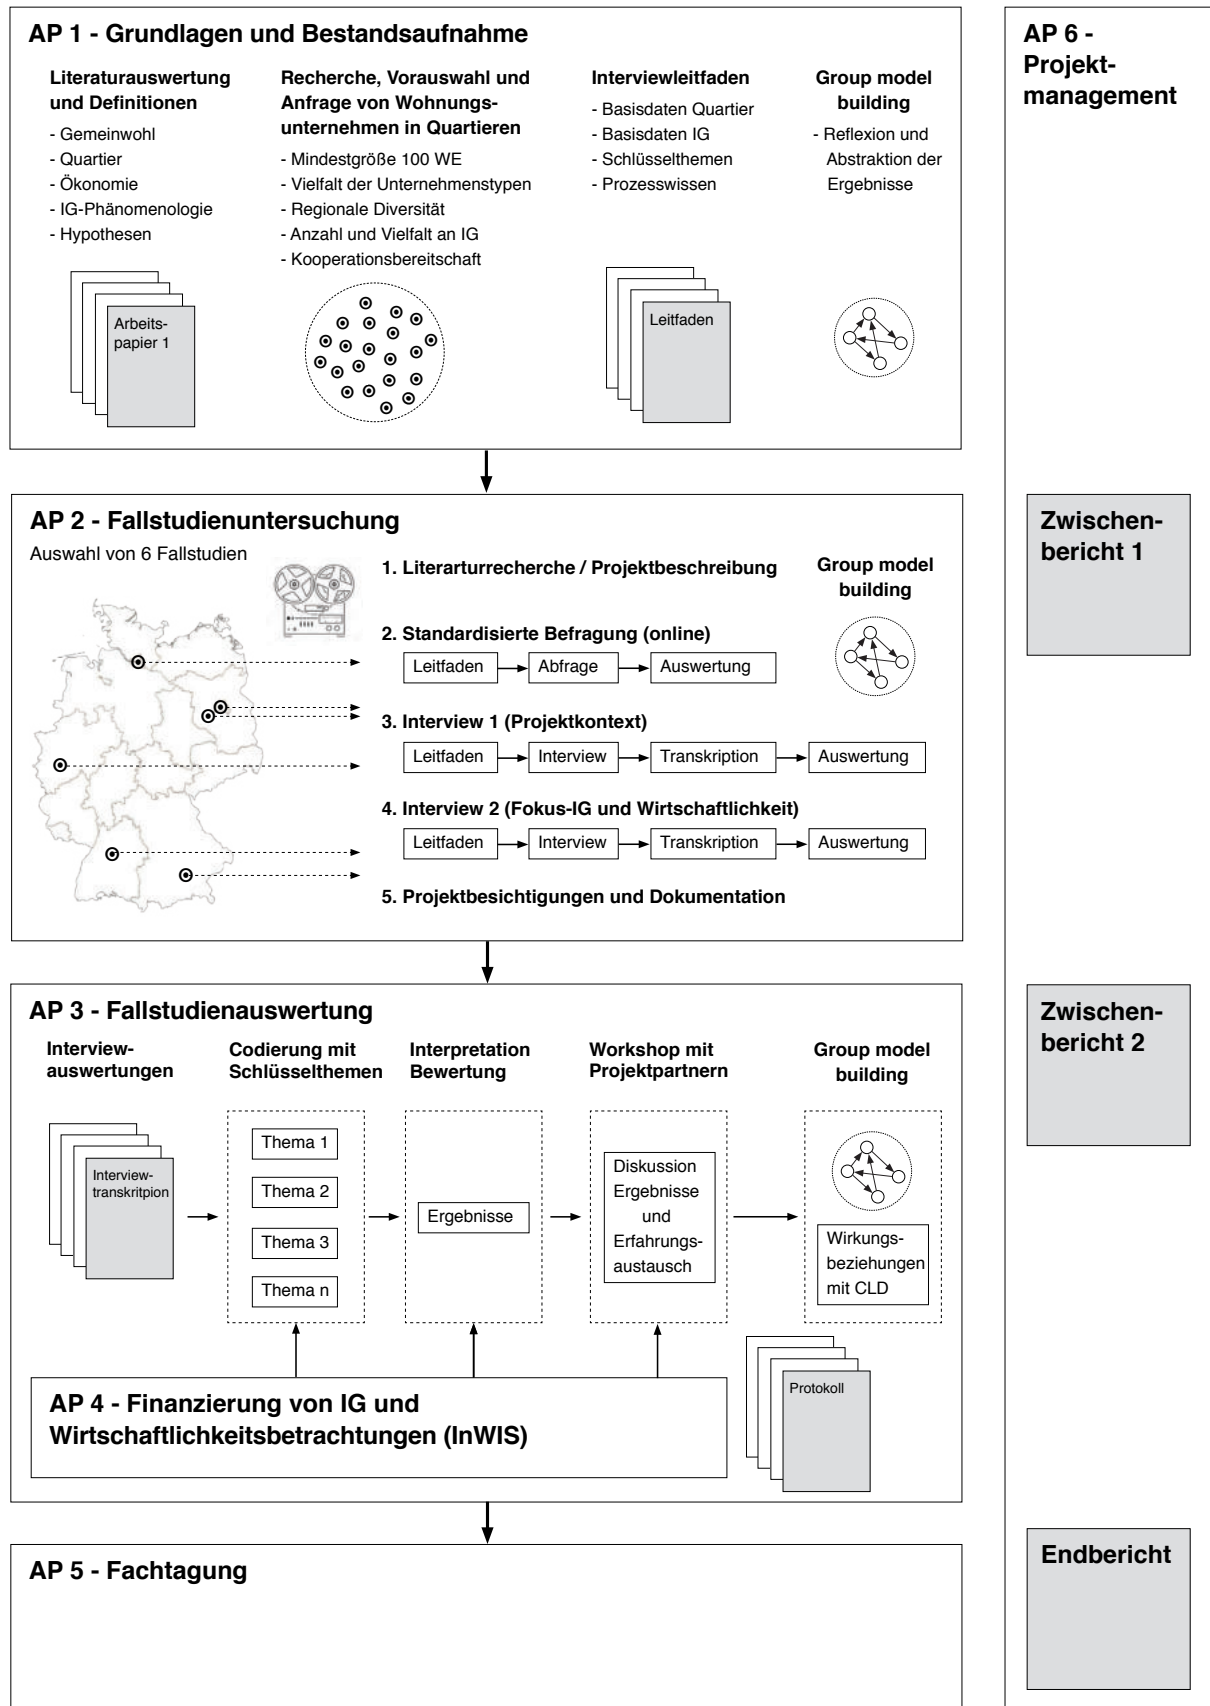 AP 1 - Grundlagen und Bestandsaufnahme
Literaturauswertung
und Definitionen
- Gemeinwohl
- Quartier
- Ökonomie
- IG-Phänomenologie
- Hypothesen
Arbeits-
papier 1
Recherche, Vorauswahl und
Anfrage von Wohnungs-
unternehmen in Quartieren
- Mindestgröße 100 WE
- Vielfalt der Unternehmenstypen
- Regionale Diversität
- Anzahl und Vielfalt an IG
- Kooperationsbereitschaft
Interviewleitfaden
- Basisdaten Quartier
- Basisdaten IG
- Schlüsselthemen
- Prozesswissen
Leitfaden
Group model
building
- Reflexion und
Abstraktion der
Ergebnisse
AP 2 - Fallstudienuntersuchung
Auswahl von 6 Fallstudien
1. Literarturrecherche / Projektbeschreibung
2. Standardisierte Befragung (online)
Leitfaden Abfrage Auswertung
3. Interview 1 (Projektkontext)
Leitfaden Interview Transkription Auswertung
4. Interview 2 (Fokus-IG und Wirtschaftlichkeit)
Leitfaden Interview Transkription Auswertung
5. Projektbesichtigungen und Dokumentation
Group model
building
AP 3 - Fallstudienauswertung
Interview-
auswertungen
Interview-
transkritpion
Codierung mit
Schlüsselthemen
Thema 1
Thema 2
Thema 3
Thema n
Interpretation
Bewertung
Ergebnisse
Workshop mit
Projektpartnern
Diskussion
Ergebnisse
und
Erfahrungs-
austausch
Group model
building
Wirkungs-
beziehungen
mit CLD
AP 4 - Finanzierung von IG und
Wirtschaftlichkeitsbetrachtungen (InWIS)
Protokoll
AP 5 - Fachtagung
AP 6 -
Projekt-
management
Zwischen-
bericht 1
Zwischen-
bericht 2
Endbericht